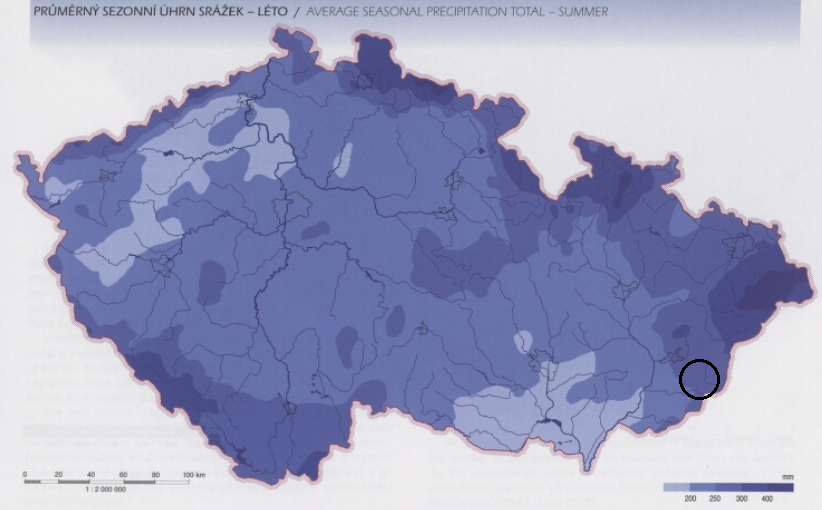 PRŮMĚRNÝ SEZONNÍ ÚHRN SRÁŽEK – LÉTO / AVERAGE SEASONAL PRECIPITATION TOTAL – SUMMER
0 20 40 60 80 100 km
1 : 2 000 000
mm
200 250 300 400